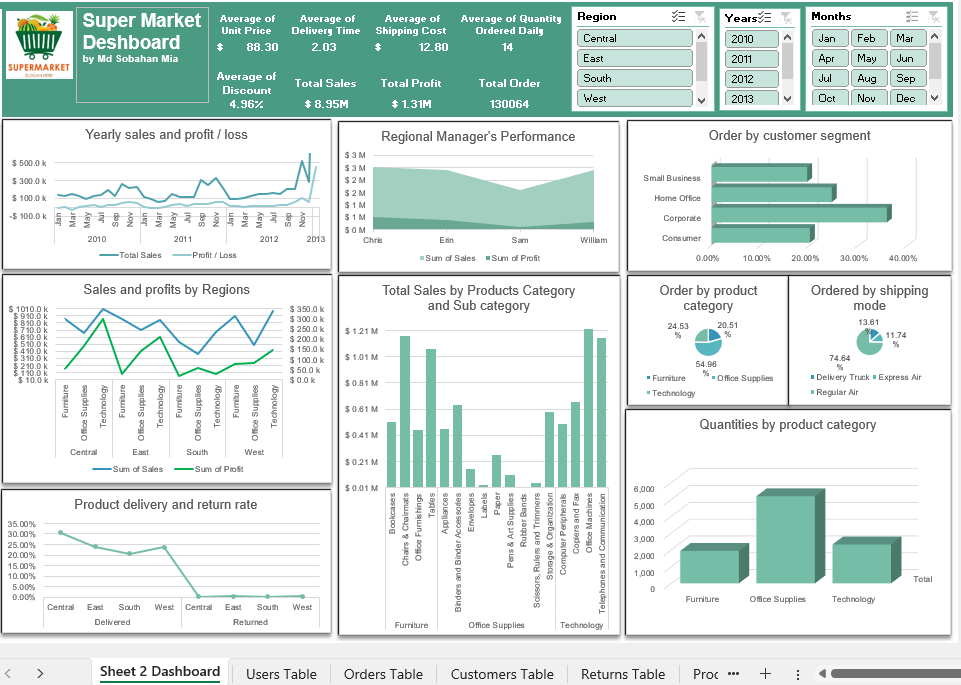 SUPERMARKET
SLOGAN HERE
Super Market
Deshboard
by Md Sobahan Mia
Average of
Unit Price
$ 88.30
Average of
Delivery Time
2.03
Average of
Shipping Cost
$ 12.80
Average of Quantity
Ordered Daily
14
Average of
Discount
4.96%
Total Sales
$ 8.95M
Total Profit
$ 1.31M
Total Order
130064
Region
Central
East
South
West
Years
2010
2011
2012
2013
Months
Jan Feb Mar
Apr May Jun
Jul Aug Sep
Oct Nov Dec
Yearly sales and profit / loss
$ 500.0 k
$ 300.0 k
$ 100.0 k
-$ 100.0 k
Jan Mar May Jul Sep Nov Jan Mar May Jul Sep Nov Jan Mar May Jul Sep Nov Jan
2010 2011 2012 2013
Total Sales Profit / Loss
Regional Manager's Performance
$ 3 M
$ 3 M
$ 2 M
$ 2 M
$ 1 M
$ 1 M
$ 0 M
Chris Erin Sam William
Sum of Sales Sum of Profit
Order by customer segment
Small Business
Home Office
Corporate
Consumer
0.00% 10.00% 20.00% 30.00% 40.00%
Sales and profits by Regions
$ 1010.0 k
$ 910.0 k
$ 810.0 k
$ 710.0 k
$ 610.0 k
$ 510.0 k
$ 410.0 k
$ 310.0 k
$ 210.0 k
$ 110.0 k
$ 10.0 k
$ 350.0 k
$ 300.0 k
$ 250.0 k
$ 200.0 k
$ 150.0 k
$ 100.0 k
$ 50.0 k
$ 0.0 k
Furniture Office Supplies Technology Furniture Office Supplies Technology Furniture Office Supplies Technology Furniture Office Supplies Technology
Central East South West
Sum of Sales Sum of Profit
Total Sales by Products Category
and Sub category
$ 1.21 M
$ 1.01 M
$ 0.81 M
$ 0.61 M
$ 0.41 M
$ 0.21 M
$ 0.01 M
Bookcases
Chairs & Chairmats
Office Furnishings
Tables
Appliances
Binders and Binder Accessories
Envelopes
Labels
Paper
Pens & Art Supplies
Rubber Bands
Scissors, Rulers and Trimmers
Storage & Organization
Computer Peripherals
Copiers and Fax
Office Machines
Telephones and Communication
Furniture Office Supplies Technology
Order by product
category
24.53
%
20.51
%
54.96
%
Furniture Office Supplies
Technology
Ordered by shipping
mode
13.61
%
11.74
%
74.64
%
Delivery Truck Express Air
Regular Air
Product delivery and return rate
35.00%
30.00%
25.00%
20.00%
15.00%
10.00%
5.00%
0.00%
Central East South West Central East South West
Delivered Returned
Quantities by product category
6,000
5,000
4,000
3,000
2,000
1,000
0
Total
Furniture Office Supplies Technology
Sheet 2 Dashboard Users Table Orders Table Customers Table Returns Table Proc